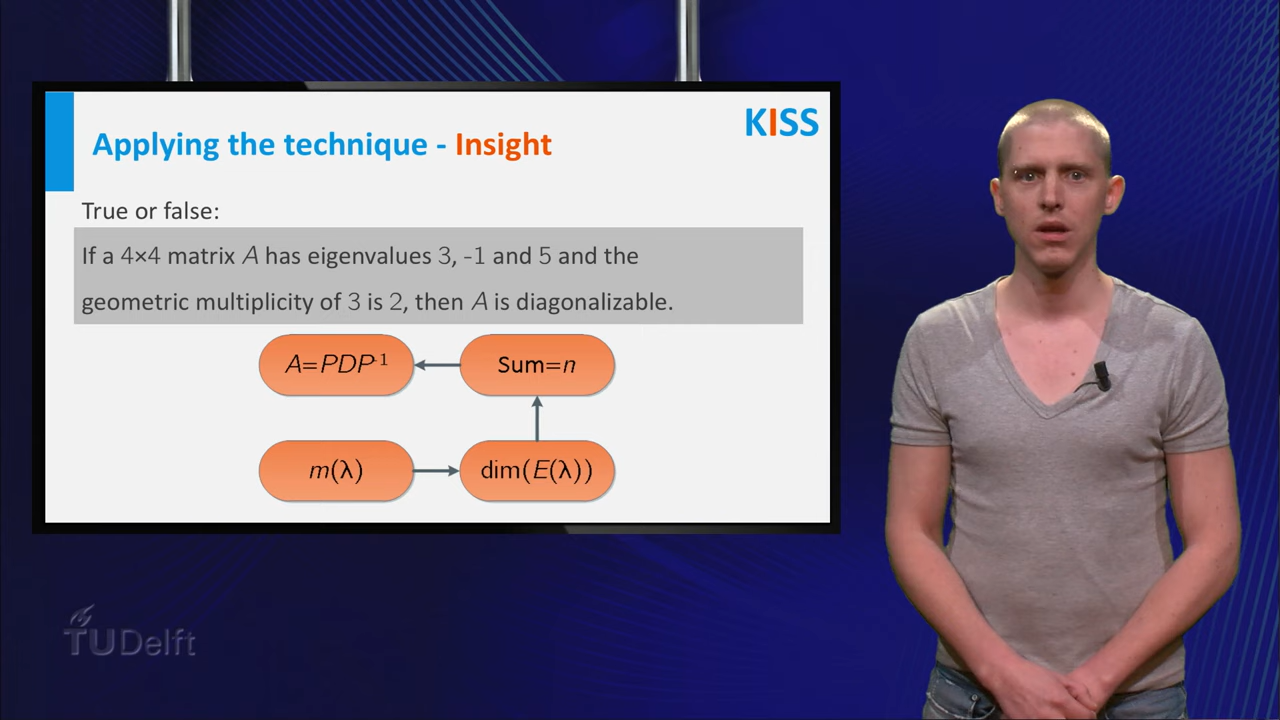 KISS
Applying the technique - Insight
True or false:
If a 4×4 matrix A has eigenvalues 3, -1 and 5 and the
geometric multiplicity of 3 is 2, then A is diagonalizable.
A=PDP⁻¹
Sum=n
m(λ)
dim(E(λ))
TUDelft